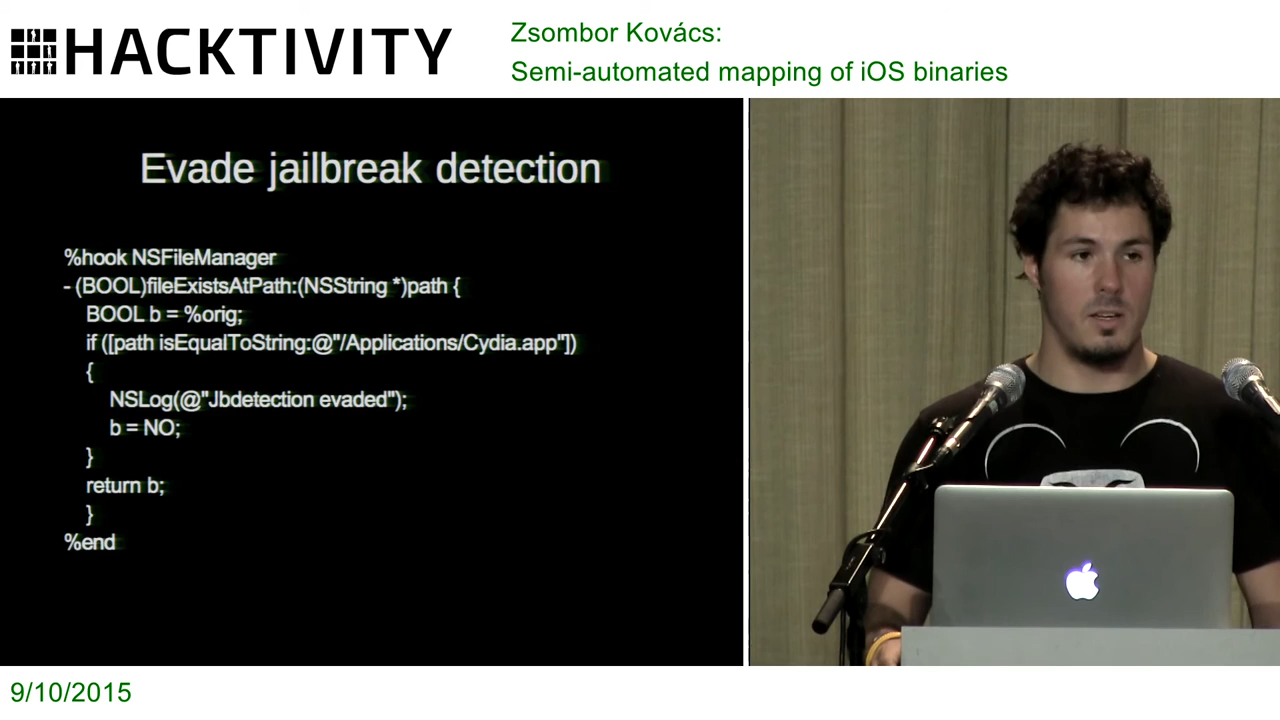 HACKTIVITY
Zsombor Kovács:
Semi-automated mapping of iOS binaries
Evade jailbreak detection
%hook NSFileManager
- (BOOL)fileExistsAtPath:(NSString *)path {
BOOL b = %orig;
if ([path isEqualToString:@"/Applications/Cydia.app"])
{
NSLog(@"Jbdetection evaded");
b = NO;
}
return b;
}
%end
9/10/2015